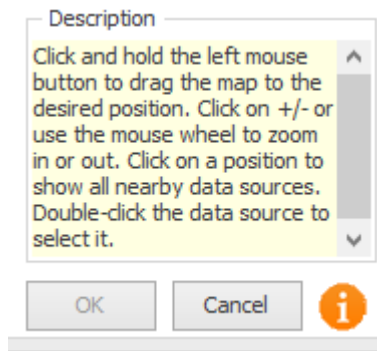 Description
Click and hold the left mouse
button to drag the map to the
desired position. Click on +/- or
use the mouse wheel to zoom
in or out. Click on a position to
show all nearby data sources.
Double-click the data source to
select it.
OK Cancel i